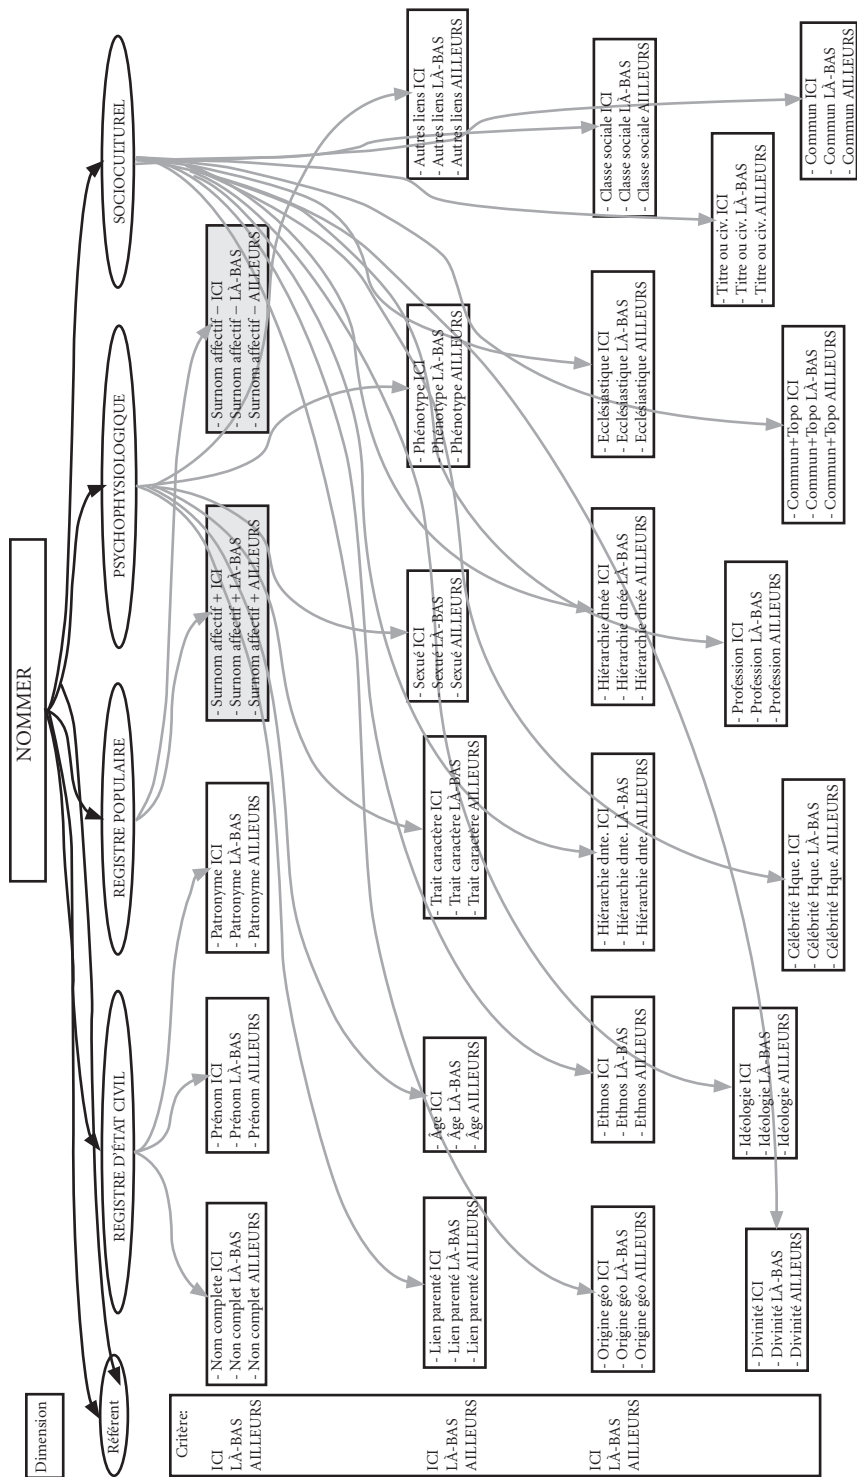 NOMMER
Dimension
Référent
REGISTRE D'ÉTAT CIVIL
REGISTRE POPULAIRE
PSYCHOPHYSIOLOGIQUE
SOCIOCULTUREL
Critère:
ICI
LÀ-BAS
AILLEURS
- Nom complete ICI
- Non complet LÀ-BAS
- Non complet AILLEURS
- Prénom ICI
- Prénom LÀ-BAS
- Prénom AILLEURS
- Patronyme ICI
- Patronyme LÀ-BAS
- Patronyme AILLEURS
- Surnom affectif + ICI
- Surnom affectif + LÀ-BAS
- Surnom affectif + AILLEURS
- Surnom affectif – ICI
- Surnom affectif – LÀ-BAS
- Surnom affectif – AILLEURS
ICI
LÀ-BAS
AILLEURS
- Lien parenté ICI
- Lien parenté LÀ-BAS
- Lien parenté AILLEURS
- Âge ICI
- Âge LÀ-BAS
- Âge AILLEURS
- Trait caractère ICI
- Trait caractère LÀ-BAS
- Trait caractère AILLEURS
- Sexué ICI
- Sexué LÀ-BAS
- Sexué AILLEURS
- Phénotype ICI
- Phénotype LÀ-BAS
- Phénotype AILLEURS
- Autres liens ICI
- Autres liens LÀ-BAS
- Autres liens AILLEURS
ICI
LÀ-BAS
AILLEURS
- Origine géo ICI
- Origine géo LÀ-BAS
- Origine géo AILLEURS
- Ethnos ICI
- Ethnos LÀ-BAS
- Ethnos AILLEURS
- Hiérarchie dnte. ICI
- Hiérarchie dnte. LÀ-BAS
- Hiérarchie dnte. AILLEURS
- Hiérarchie dnée ICI
- Hiérarchie dnée LÀ-BAS
- Hiérarchie dnée AILLEURS
- Ecclésiastique ICI
- Ecclésiastique LÀ-BAS
- Ecclésiastique AILLEURS
- Classe sociale ICI
- Classe sociale LÀ-BAS
- Classe sociale AILLEURS
- Divinité ICI
- Divinité LÀ-BAS
- Divinité AILLEURS
- Idéologie ICI
- Idéologie LÀ-BAS
- Idéologie AILLEURS
- Célébrité Hque. ICI
- Célébrité Hque. LÀ-BAS
- Célébrité Hque. AILLEURS
- Profession ICI
- Profession LÀ-BAS
- Profession AILLEURS
- Commun+Topo ICI
- Commun+Topo LÀ-BAS
- Commun+Topo AILLEURS
- Titre ou civ. ICI
- Titre ou civ. LÀ-BAS
- Titre ou civ. AILLEURS
- Commun ICI
- Commun LÀ-BAS
- Commun AILLEURS